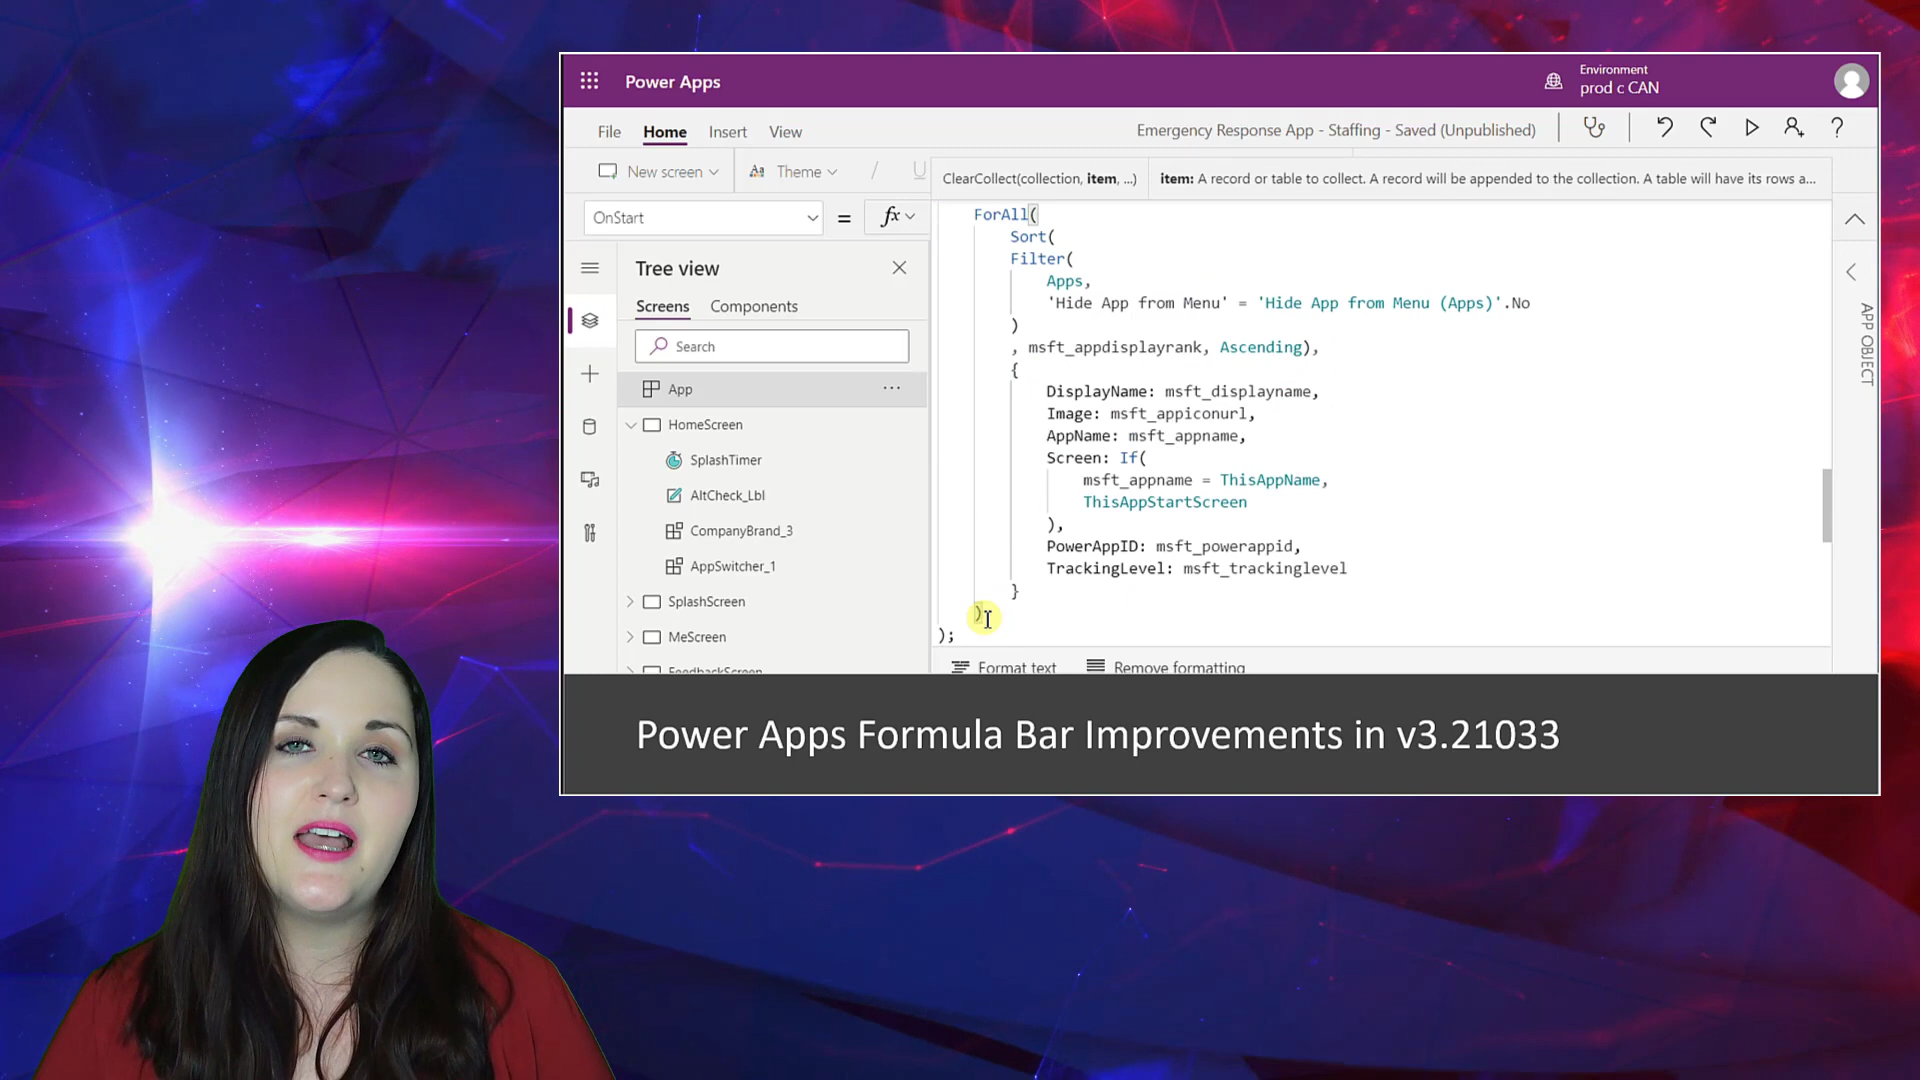 Power Apps
Environment
prod c CAN
File Home Insert View
Emergency Response App - Staffing - Saved (Unpublished)
New screen Theme
ClearCollect(collection, item, ...)
item: A record or table to collect. A record will be appended to the collection. A table will have its rows a...
OnStart = fx
Tree view
Screens Components
Search
App
HomeScreen
SplashTimer
AltCheck_Lbl
CompanyBrand_3
AppSwitcher_1
SplashScreen
MeScreen
FeedbackScreen
ForAll(
Sort(
Filter(
Apps,
'Hide App from Menu' = 'Hide App from Menu (Apps)'.No
)
, msft_appdisplayrank, Ascending),
{
DisplayName: msft_displayname,
Image: msft_appiconurl,
AppName: msft_appname,
Screen: If(
msft_appname = ThisAppName,
ThisAppStartScreen
),
PowerAppID: msft_powerappid,
TrackingLevel: msft_trackinglevel
}
)
);
Format text Remove formatting
APP OBJECT
Power Apps Formula Bar Improvements in v3.21033